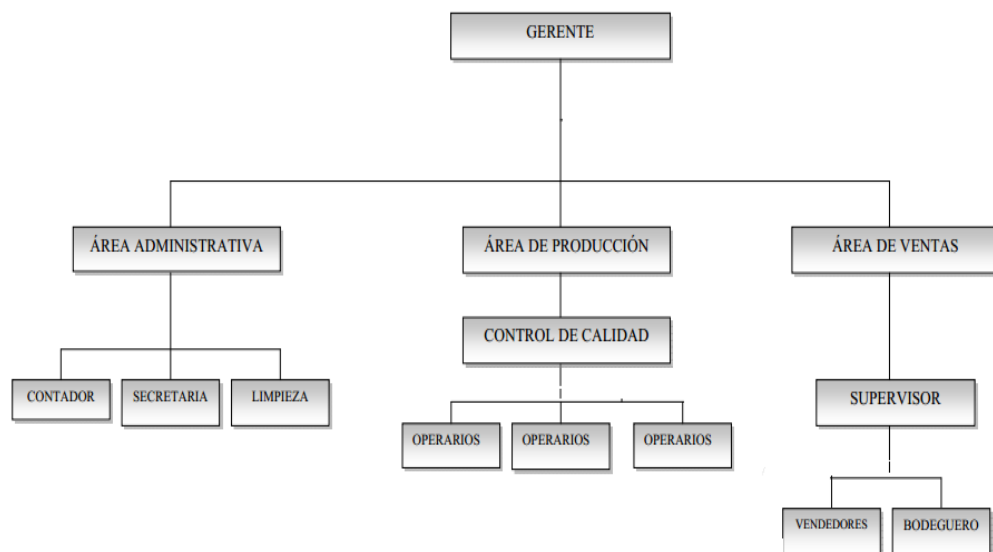 GERENTE
ÁREA ADMINISTRATIVA
ÁREA DE PRODUCCIÓN
ÁREA DE VENTAS
CONTROL DE CALIDAD
CONTADOR
SECRETARIA
LIMPIEZA
SUPERVISOR
OPERARIOS
OPERARIOS
OPERARIOS
VENDEDORES
BODEGUERO